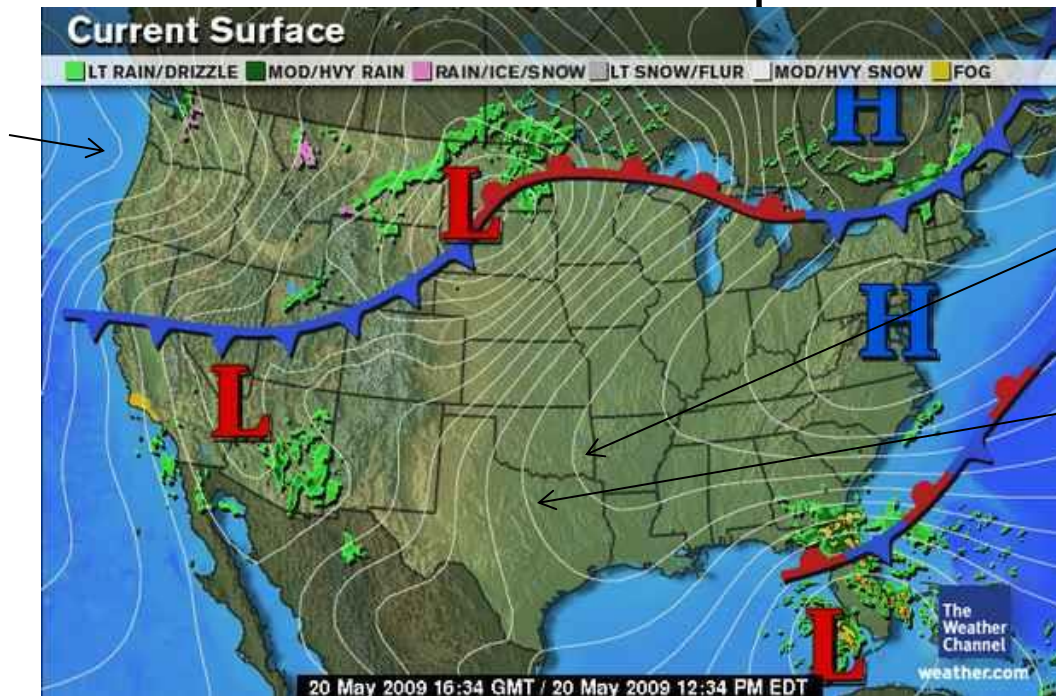 Current Surface
LT RAIN/DRIZZLE MOD/HVY RAIN RAIN/ICE/SNOW LT SNOW/FLUR MOD/HVY SNOW FOG
H
L
H
L
L
The
Weather
Channel
weather.com
20 May 2009 16:34 GMT / 20 May 2009 12:34 PM EDT